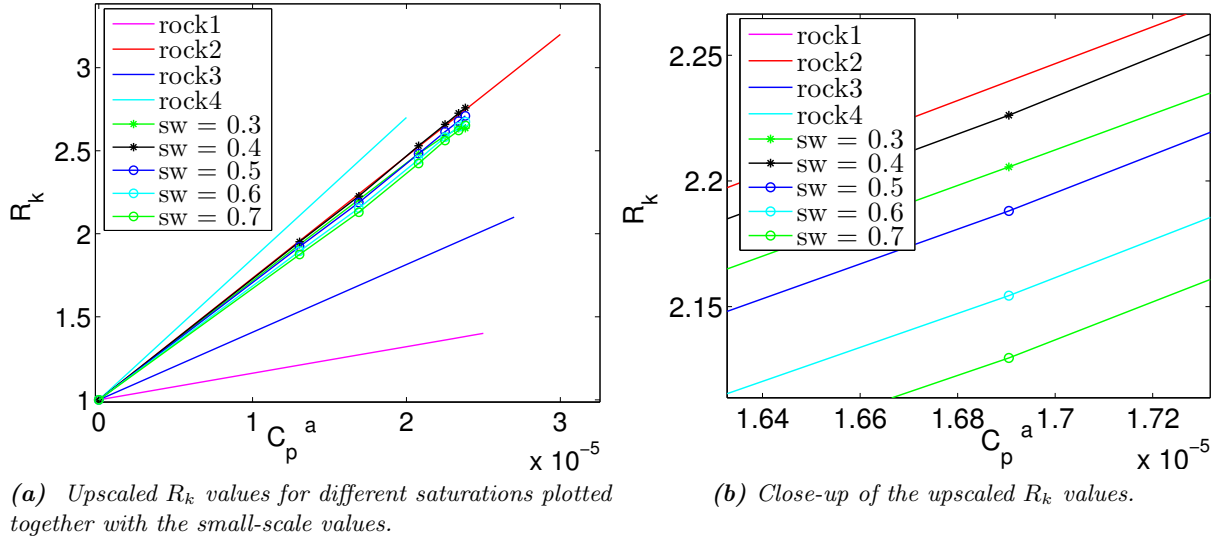 rock1
rock2
rock3
rock4
sw = 0.3
sw = 0.4
sw = 0.5
sw = 0.6
sw = 0.7
3
2.5
2
1.5
1
R_k
0
1
2
3
C_p^a
x 10^-5
(a) Upscaled R_k values for different saturations plotted
together with the small-scale values.
rock1
rock2
rock3
rock4
sw = 0.3
sw = 0.4
sw = 0.5
sw = 0.6
sw = 0.7
2.25
2.2
2.15
R_k
1.64
1.66
1.68
1.7
1.72
C_p^a
x 10^-5
(b) Close-up of the upscaled R_k values.